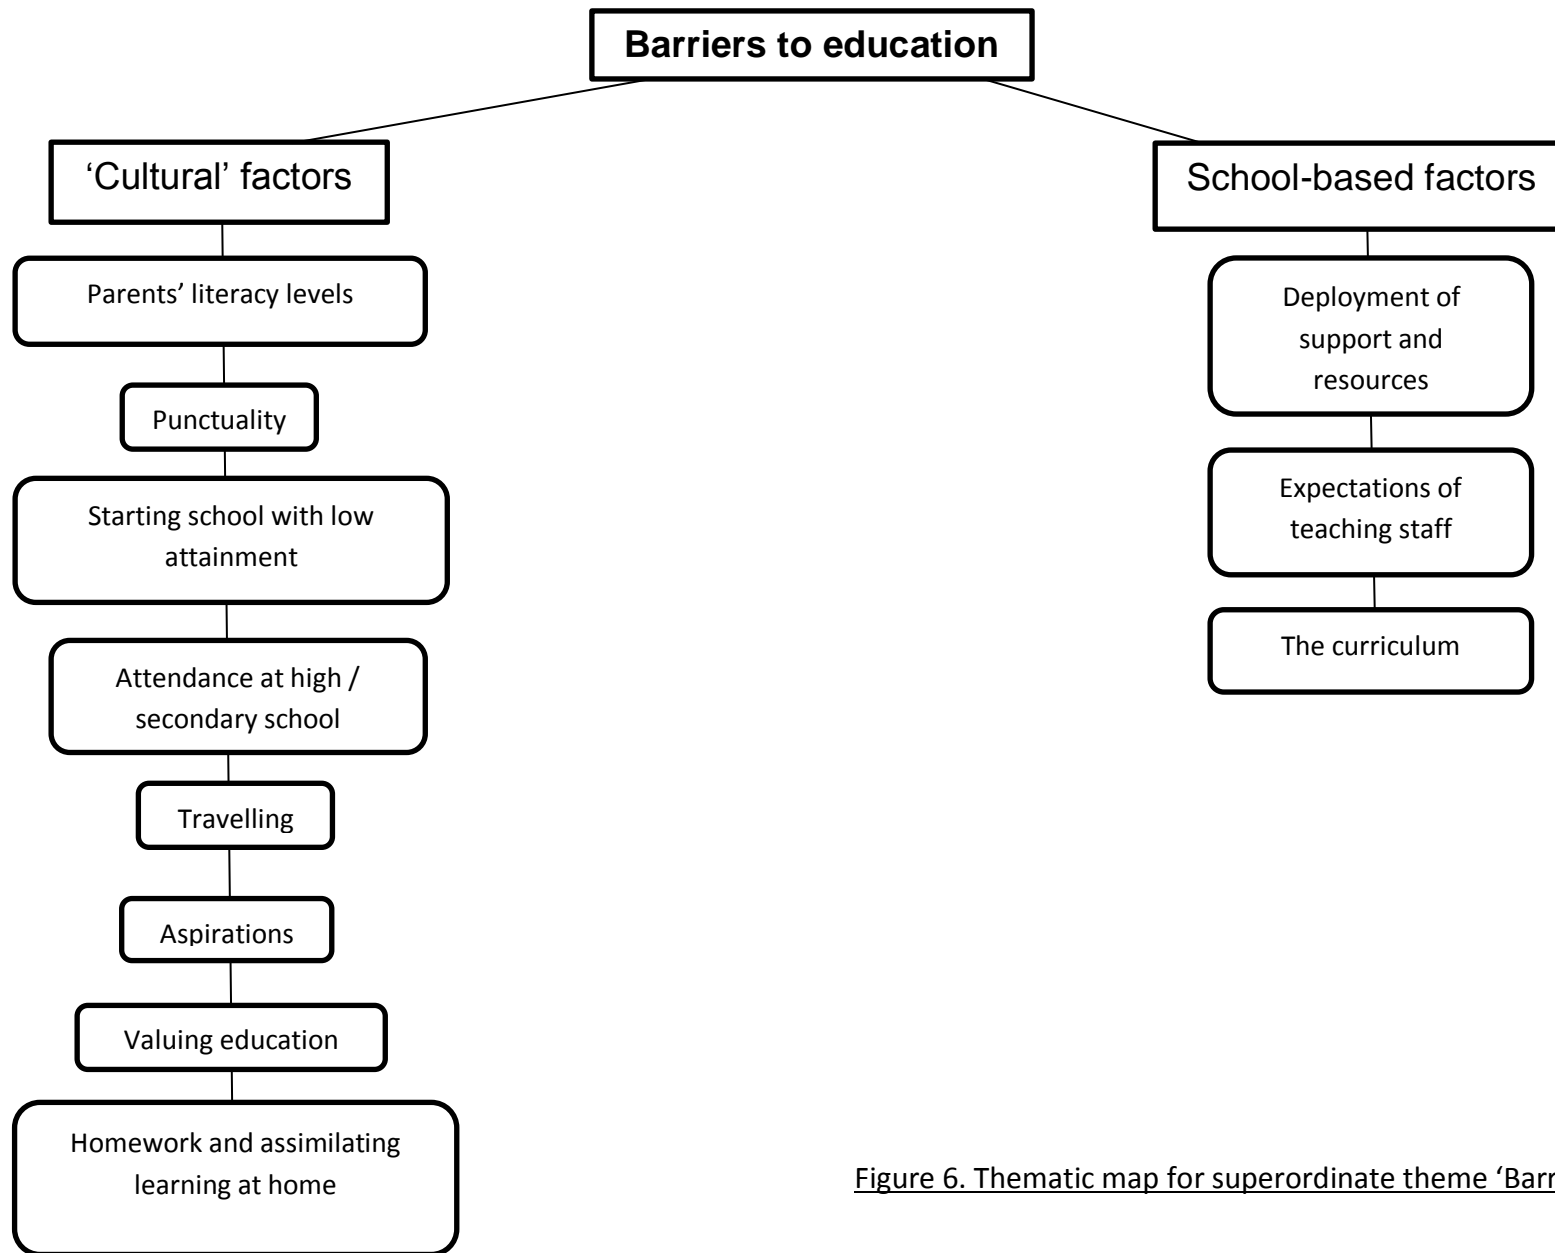 Barriers to education
‘Cultural’ factors
Parents’ literacy levels
Punctuality
Starting school with low
attainment
Attendance at high /
secondary school
Travelling
Aspirations
Valuing education
Homework and assimilating
learning at home
School-based factors
Deployment of
support and
resources
Expectations of
teaching staff
The curriculum
Figure 6. Thematic map for superordinate theme ‘Barr